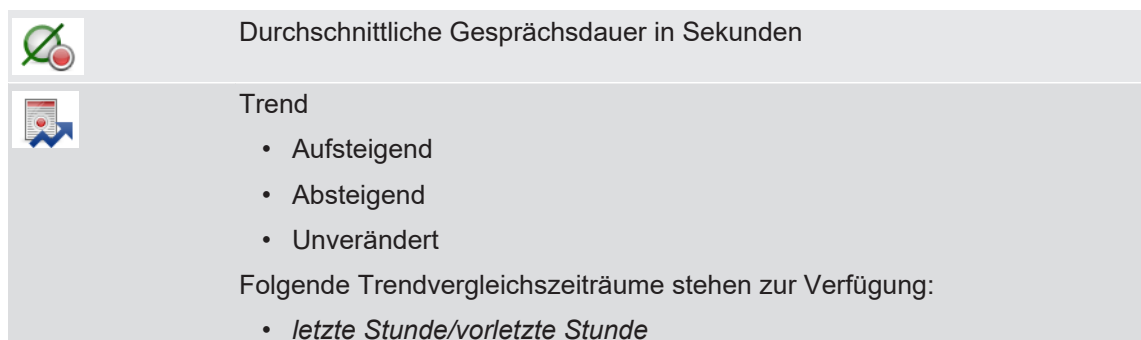 Durchschnittliche Gesprächsdauer in Sekunden
Trend
• Aufsteigend
• Absteigend
• Unverändert
Folgende Trendvergleichszeiträume stehen zur Verfügung:
• letzte Stunde/vorletzte Stunde